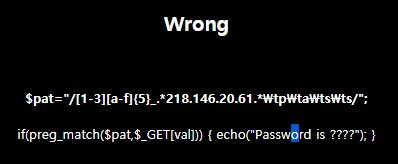 Wrong
$pat="/[1-3][a-f]{5}_.*218.146.20.61.*₩tp₩ta₩ts₩ts/";
if(preg_match($pat,$_GET[val])) { echo("Password is ????"); }